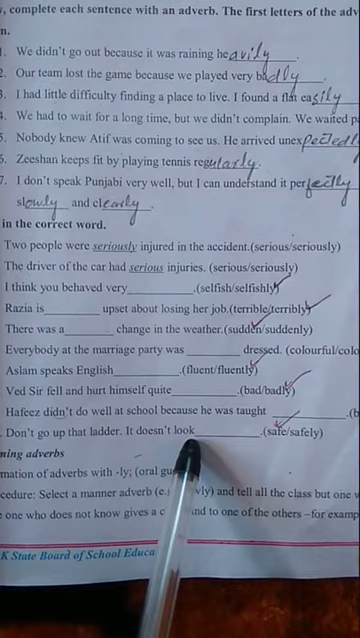 , complete each sentence with an adverb. The first letters of the adv
n.
1. We didn't go out because it was raining heavily.
2. Our team lost the game because we played very badly.
3. I had little difficulty finding a place to live. I found a flat easily
4. We had to wait for a long time, but we didn't complain. We waited pa
5. Nobody knew Atif was coming to see us. He arrived unexpectedl
6. Zeeshan keeps fit by playing tennis regularly.
7. I don't speak Punjabi very well, but I can understand it perfectly
slowly and clearly.
in the correct word.
Two people were seriously injured in the accident.(seriously/seriously)
The driver of the car had serious injuries. (serious/seriously)
I think you behaved very__________.(selfish/selfishly)
Razia is________ upset about losing her job.(terrible/terribly)
There was a________ change in the weather.(sudden/suddenly)
Everybody at the marriage party was ________ dressed. (colourful/colo
Aslam speaks English__________.(fluent/fluently)
Ved Sir fell and hurt himself quite__________.(bad/badly)
Hafeez didn't do well at school because he was taught __________.(b
Don't go up that ladder. It doesn't look__________.(safe/safely)
ning adverbs
mation of adverbs with -ly; (oral
cedure: Select a manner adverb (e. wly) and tell all the class but one
one who does not know gives a nd to one of the others –for examp
K State Board of School Educa